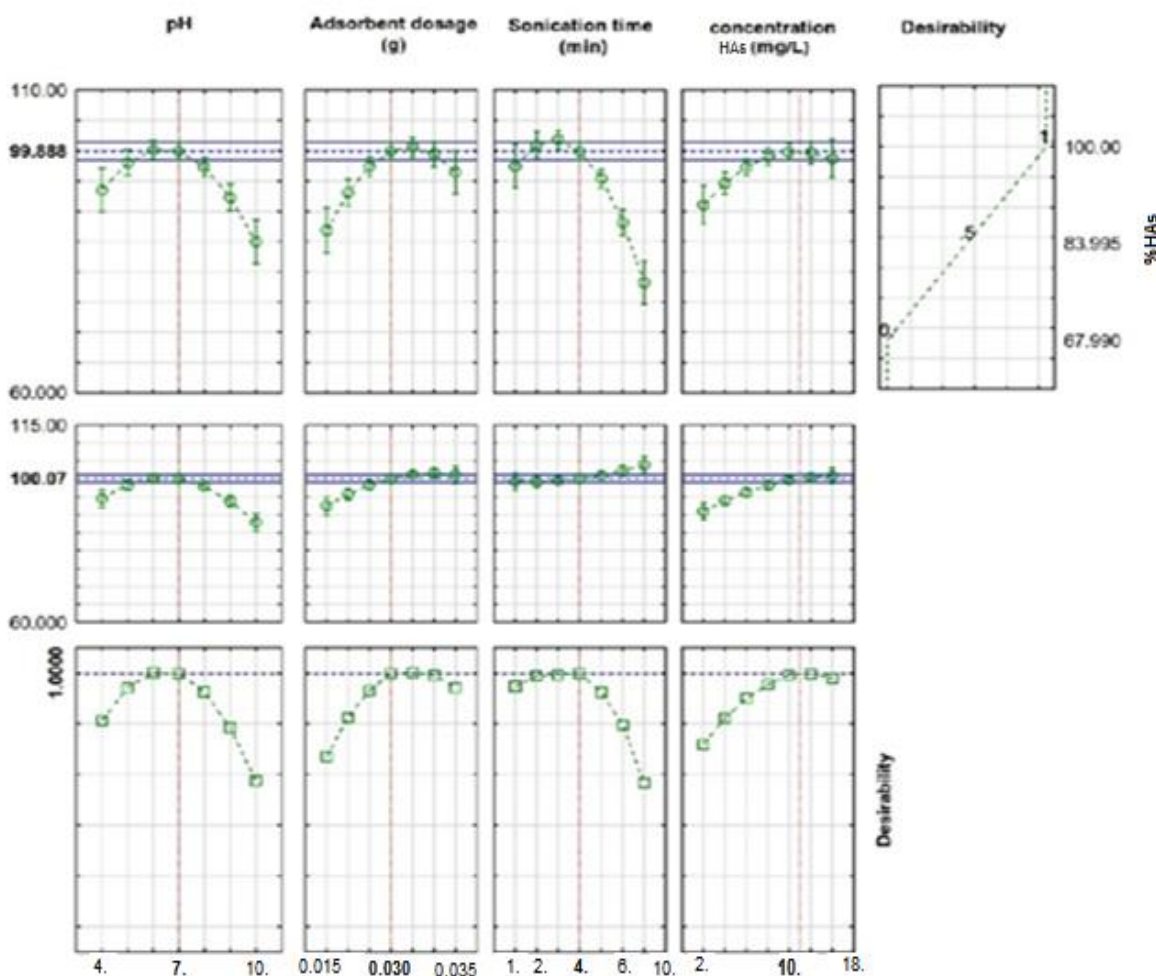 pH
Adsorbent dosage
(g)
Sonication time
(min)
concentration
HAs (mg/L)
Desirability
110.00
99.888
60.000
1
.5
0.
100.00
83.995
67.990
%HAs
115.00
100.07
60.000
1.0000
Desirability
4. 7. 10.
0.015 0.030 0.035
1. 2. 4. 6. 10.
2. 10. 18.